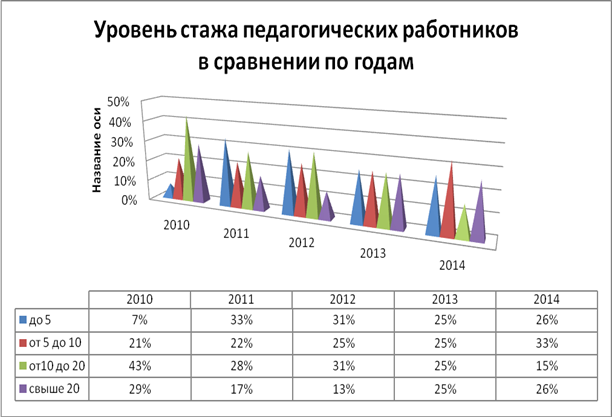 Уровень стажа педагогических работников
в сравнении по годам
Название оси
50%
40%
30%
20%
10%
0%
2010
2011
2012
2013
2014
2010 2011 2012 2013 2014
до 5 7% 33% 31% 25% 26%
от 5 до 10 21% 22% 25% 25% 33%
от10 до 20 43% 28% 31% 25% 15%
свыше 20 29% 17% 13% 25% 26%